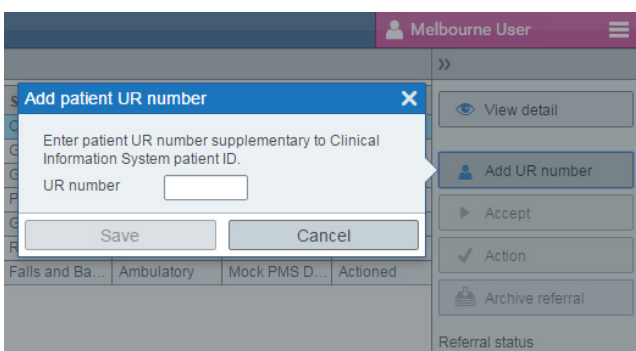 Melbourne User
»
Add patient UR number
View detail
Enter patient UR number supplementary to Clinical
Information System patient ID.
UR number
Add UR number
Save
Cancel
Accept
Action
Falls and Ba... Ambulatory Mock PMS D... Actioned
Archive referral
Referral status